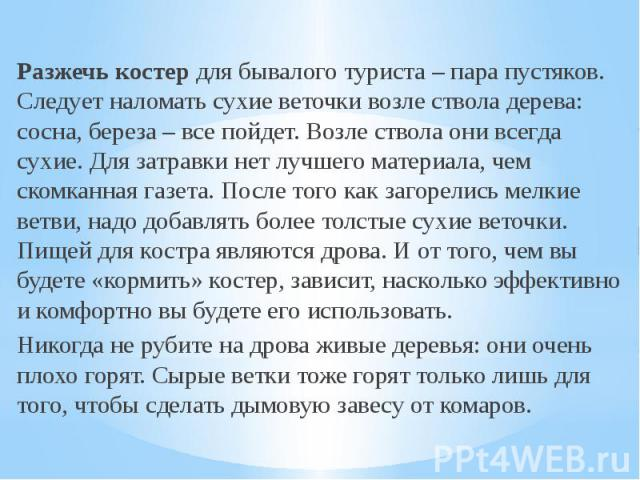 Разжечь костер для бывалого туриста – пара пустяков.
Следует наломать сухие веточки возле ствола дерева:
сосна, береза – все пойдет. Возле ствола они всегда
сухие. Для затравки нет лучшего материала, чем
скомканная газета. После того как загорелись мелкие
ветви, надо добавлять более толстые сухие веточки.
Пищей для костра являются дрова. И от того, чем вы
будете «кормить» костер, зависит, насколько эффективно
и комфортно вы будете его использовать.
Никогда не рубите на дрова живые деревья: они очень
плохо горят. Сырые ветки тоже горят только лишь для
того, чтобы сделать дымовую завесу от комаров.
PPt4WEB.ru